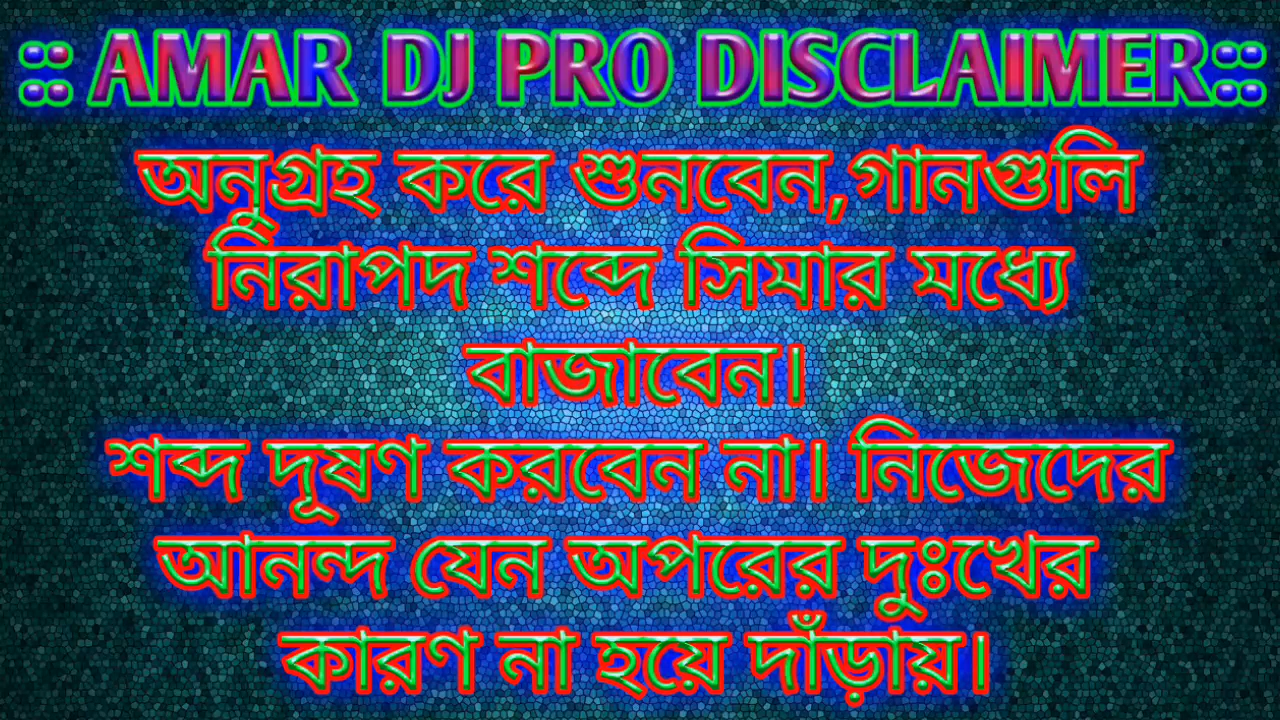 :: AMAR DJ PRO DISCLAIMER::
অনুগ্রহ করে শুনবেন,গানগুলি
নিরাপদ শব্দে সিমার মধ্যে
বাজাবেন।
শব্দ দূষণ করবেন না। নিজেদের
আনন্দ যেন অপরের দুঃখের
কারণ না হয়ে দাঁড়ায়।